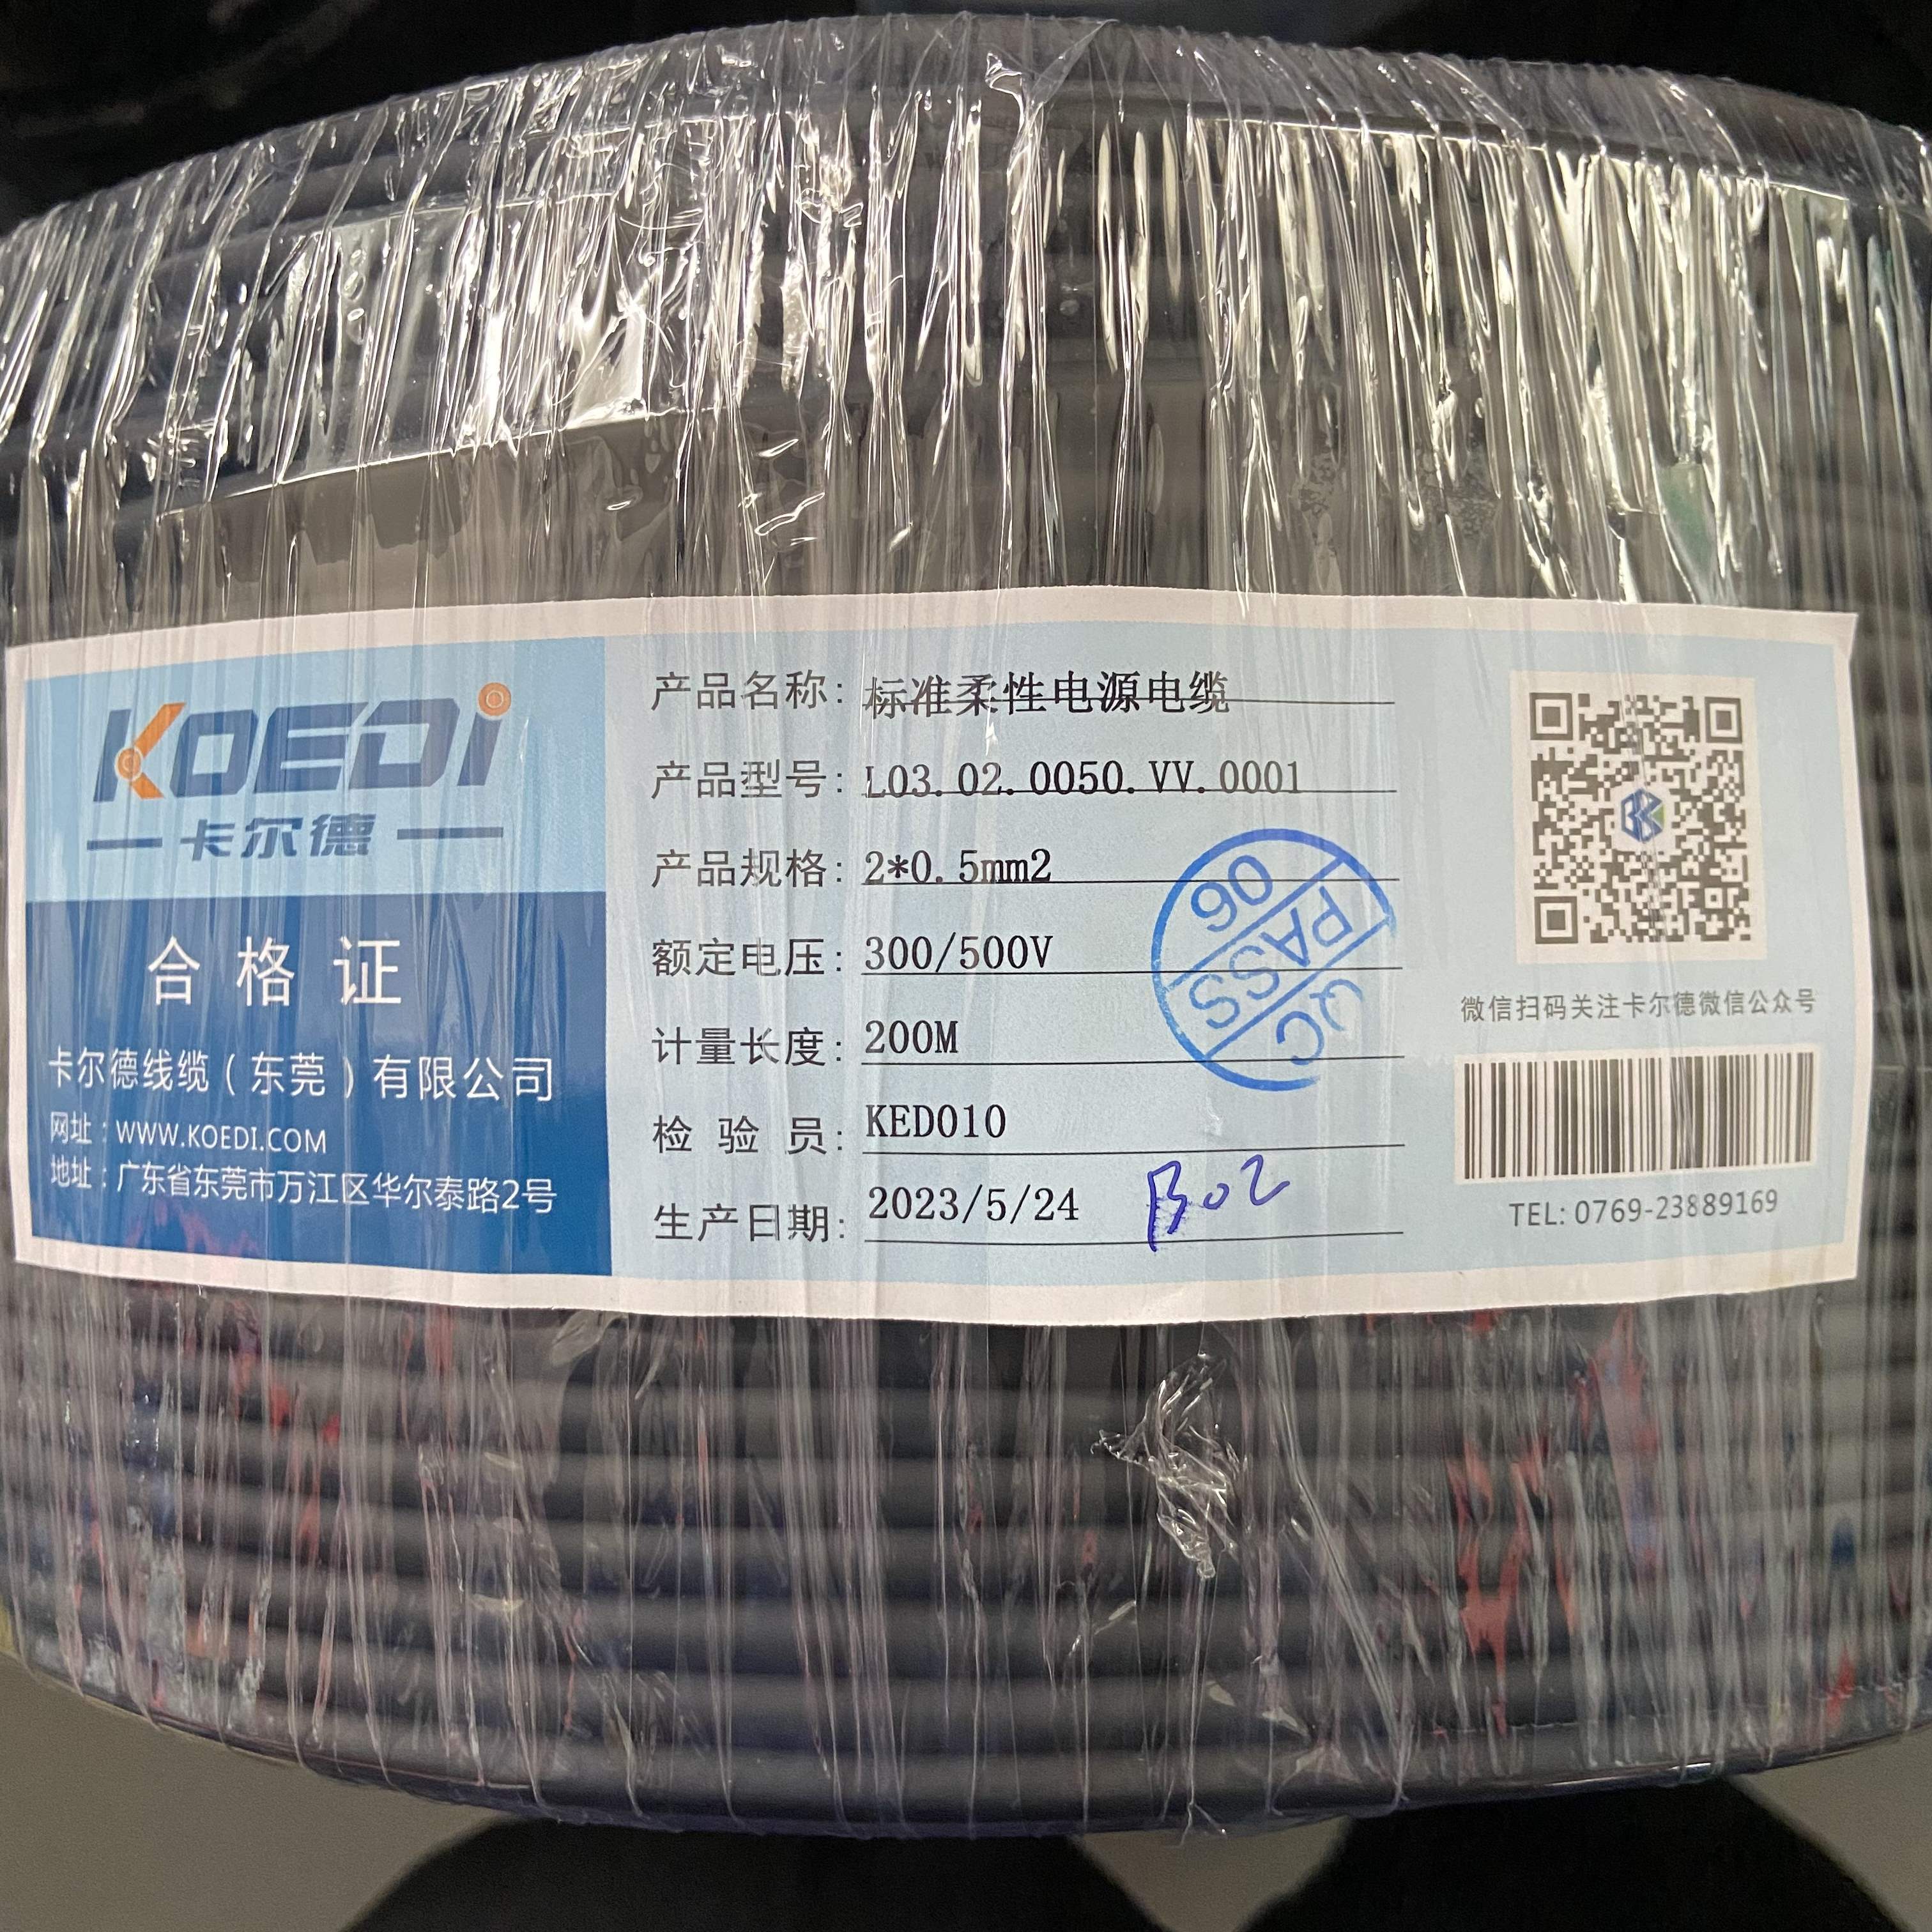 KOEDI
卡尔德
合格证
卡尔德线缆（东莞）有限公司
网址：WWW.KOEDI.COM
地址：广东省东莞市万江区华尔泰路2号
产品名称：标准柔性电源电缆
产品型号：L03.02.0050.VV.0001
产品规格：2*0.5mm2
额定电压：300/500V
计量长度：200M
检验员：KED010
生产日期：2023/5/24
B02
QC
PASS
06
微信扫码关注卡尔德微信公众号
TEL: 0769-23889169